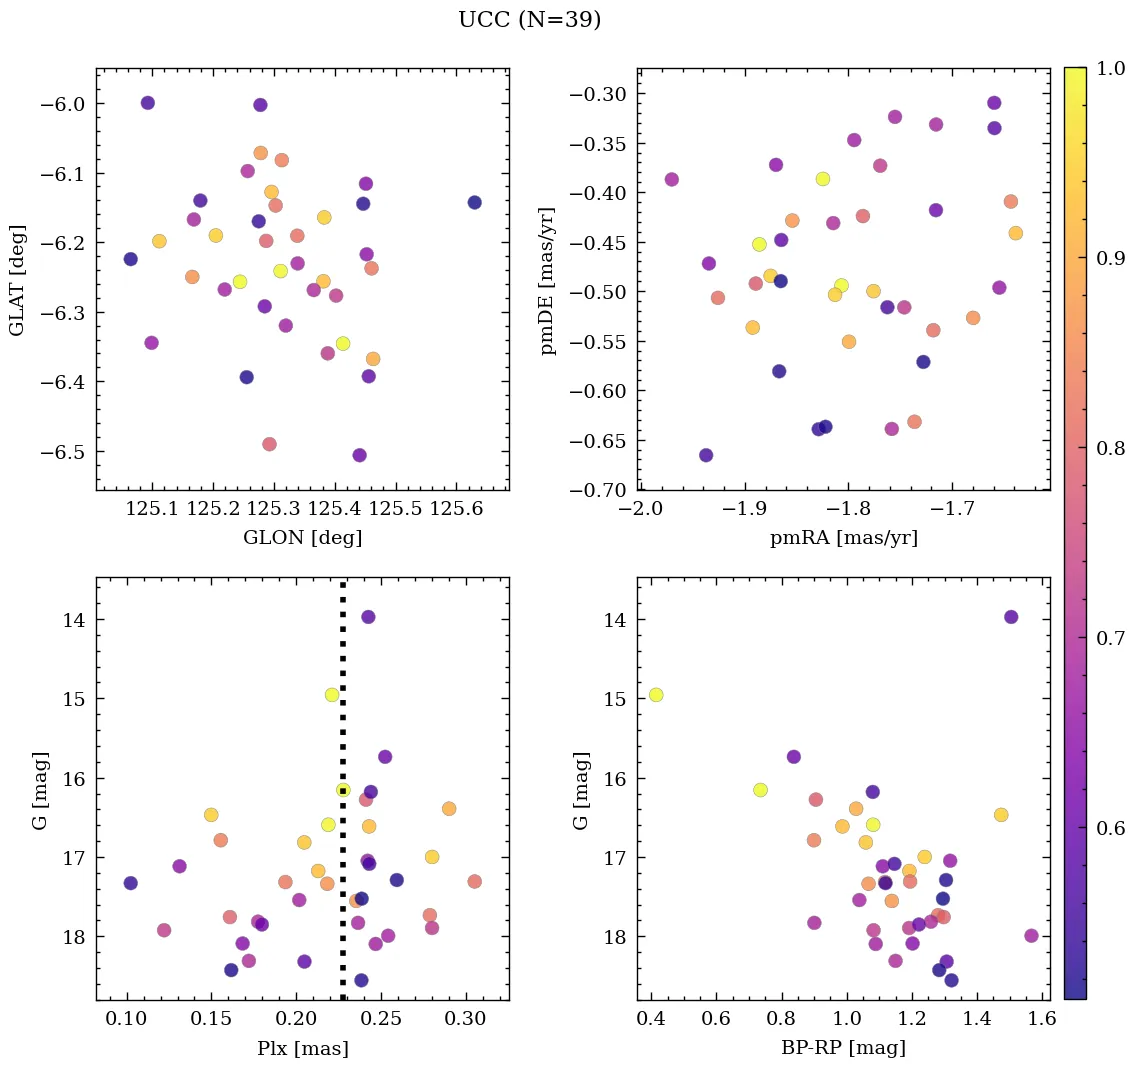 UCC (N=39)
−6.0
−6.1
−6.2
−6.3
−6.4
−6.5
GLAT [deg]
125.1 125.2 125.3 125.4 125.5 125.6
GLON [deg]
−0.30
−0.35
−0.40
−0.45
−0.50
−0.55
−0.60
−0.65
−0.70
pmDE [mas/yr]
−2.0 −1.9 −1.8 −1.7
pmRA [mas/yr]
1.0
0.9
0.8
0.7
0.6
14
15
16
17
18
G [mag]
0.10 0.15 0.20 0.25 0.30
Plx [mas]
14
15
16
17
18
G [mag]
0.4 0.6 0.8 1.0 1.2 1.4 1.6
BP-RP [mag]